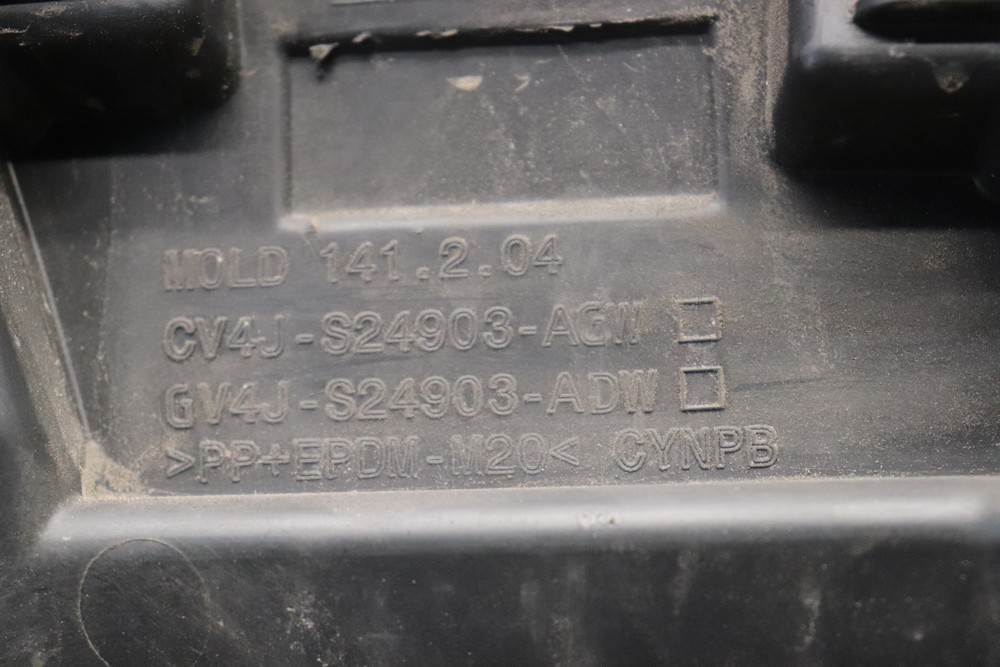 MOLD 141.2.04
CV4J-S24903-AGW
GV4J-S24903-ADW
>PP+EPDM-M20< CYNPB